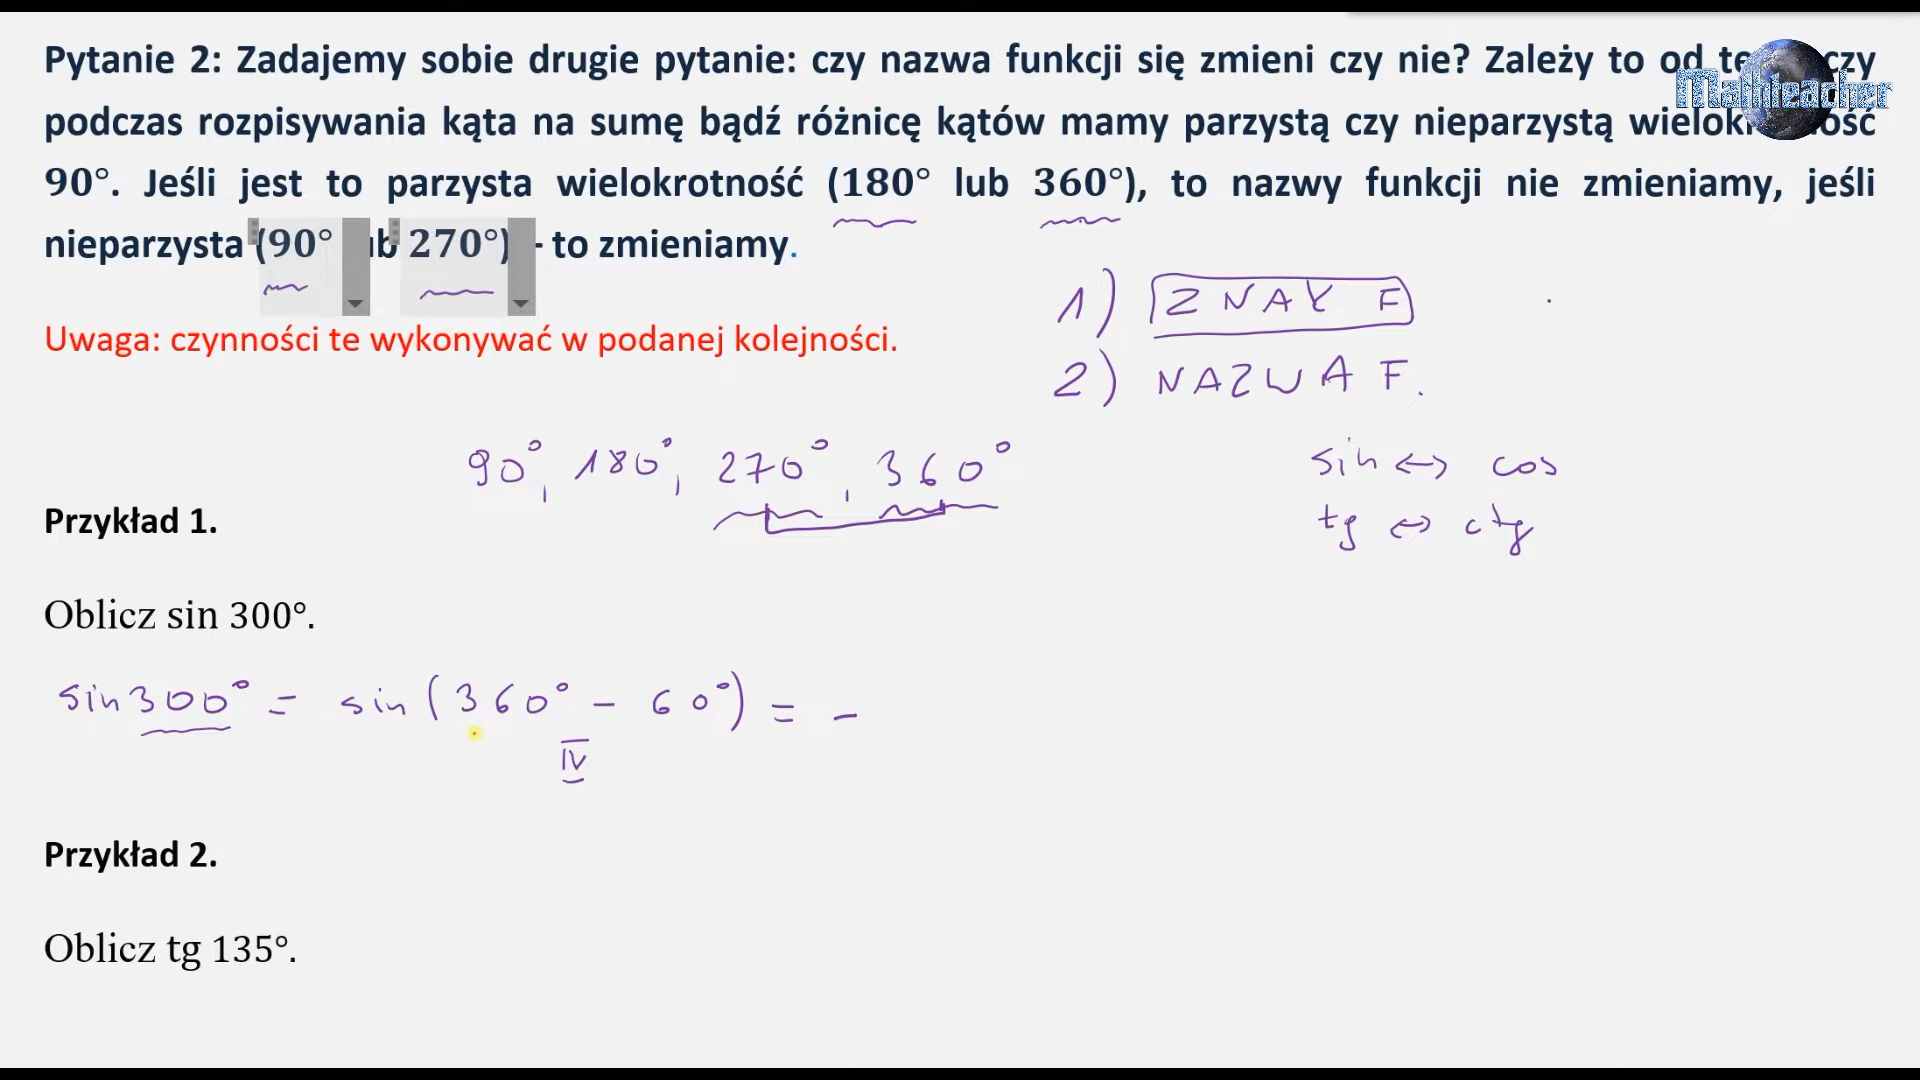 Pytanie 2: Zadajemy sobie drugie pytanie: czy nazwa funkcji się zmieni czy nie? Zależy to od czy
Mathteacher
podczas rozpisywania kąta na sumę bądź różnicę kątów mamy parzystą czy nieparzystą
90°. Jeśli jest to parzysta wielokrotność (180° lub 360°), to nazwy funkcji nie zmieniamy, jeśli
nieparzysta (90° 270°) - to zmieniamy.
1) ZNAK F
Uwaga: czynności te wykonywać w podanej kolejności.
2) NAZWA F.
90°, 180°, 270°, 360°
sin ↔ cos
tg ↔ ctg
Przykład 1.
Oblicz sin 300°.
sin 300° = sin (360° - 60°) = -
IV
Przykład 2.
Oblicz tg 135°.